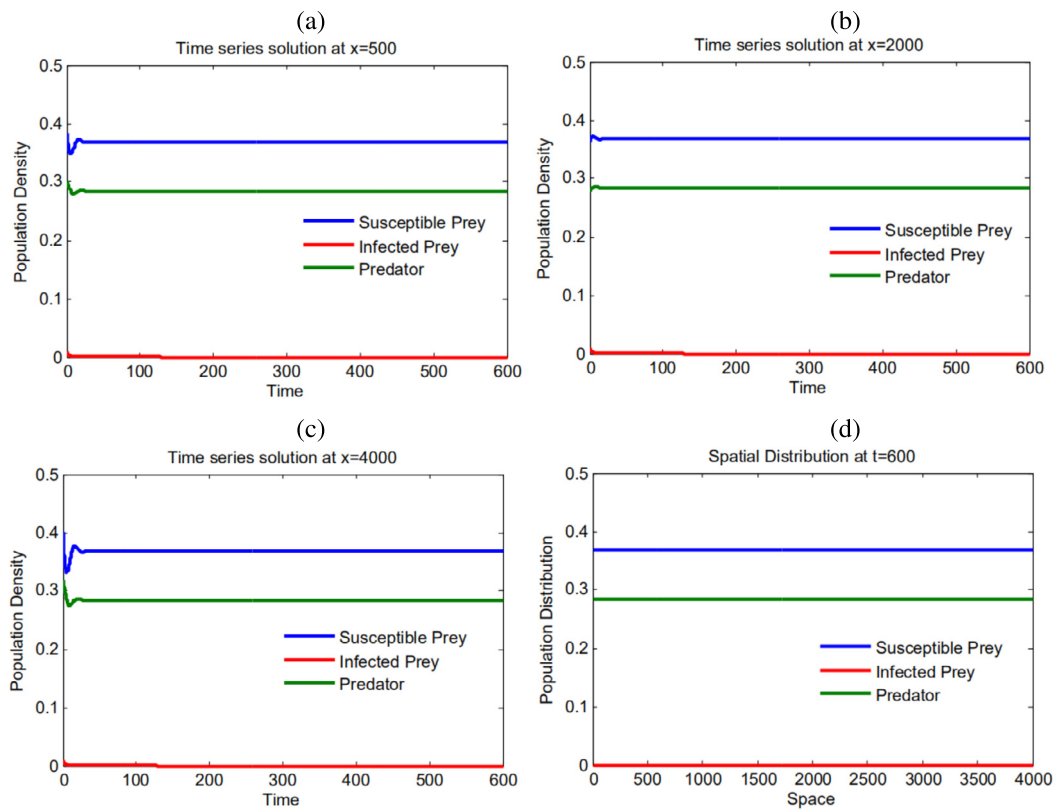 (a)
Time series solution at x=500
Population Density
0.5
0.4
0.3
0.2
0.1
0
0 100 200 300 400 500 600
Time
Susceptible Prey
Infected Prey
Predator
(b)
Time series solution at x=2000
Population Density
0.5
0.4
0.3
0.2
0.1
0
0 100 200 300 400 500 600
Time
Susceptible Prey
Infected Prey
Predator
(c)
Time series solution at x=4000
Population Density
0.5
0.4
0.3
0.2
0.1
0
0 100 200 300 400 500 600
Time
Susceptible Prey
Infected Prey
Predator
(d)
Spatial Distribution at t=600
Population Distribution
0.5
0.4
0.3
0.2
0.1
0
0 500 1000 1500 2000 2500 3000 3500 4000
Space
Susceptible Prey
Infected Prey
Predator